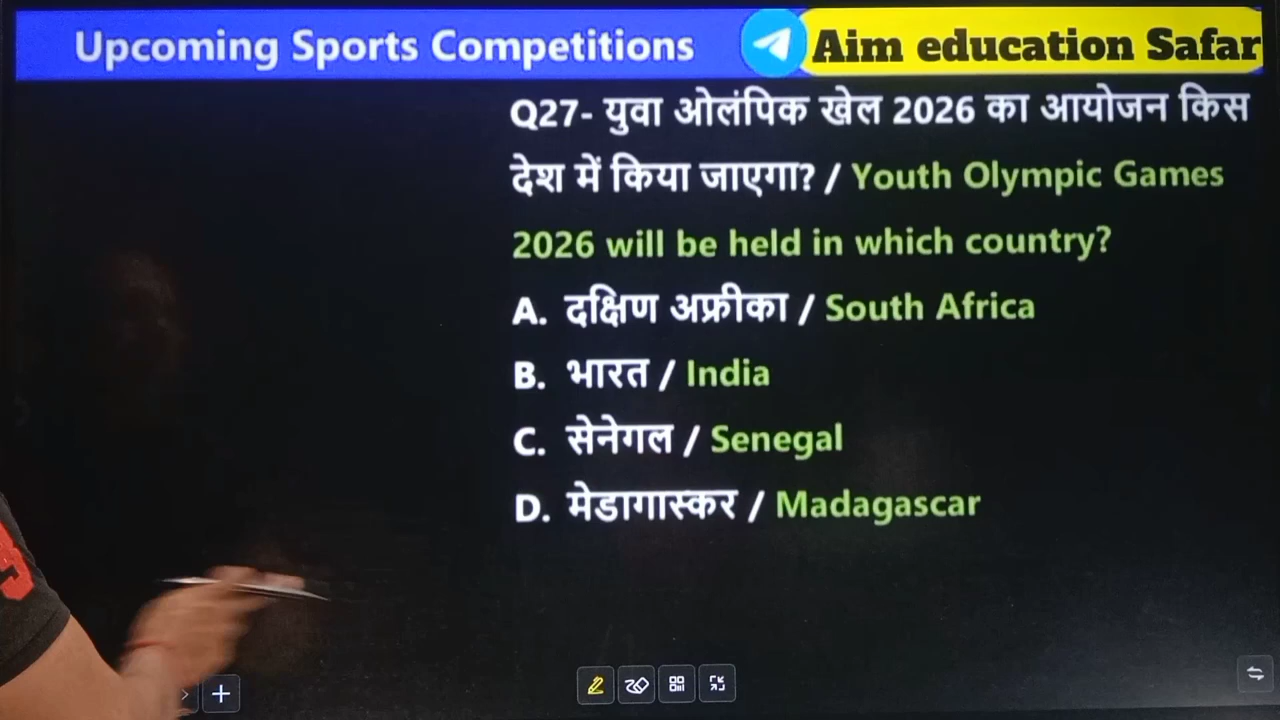 Upcoming Sports Competitions
Aim education Safar
Q27- युवा ओलंपिक खेल 2026 का आयोजन किस
देश में किया जाएगा? / Youth Olympic Games
2026 will be held in which country?
A. दक्षिण अफ्रीका / South Africa
B. भारत / India
C. सेनेगल / Senegal
D. मेडागास्कर / Madagascar